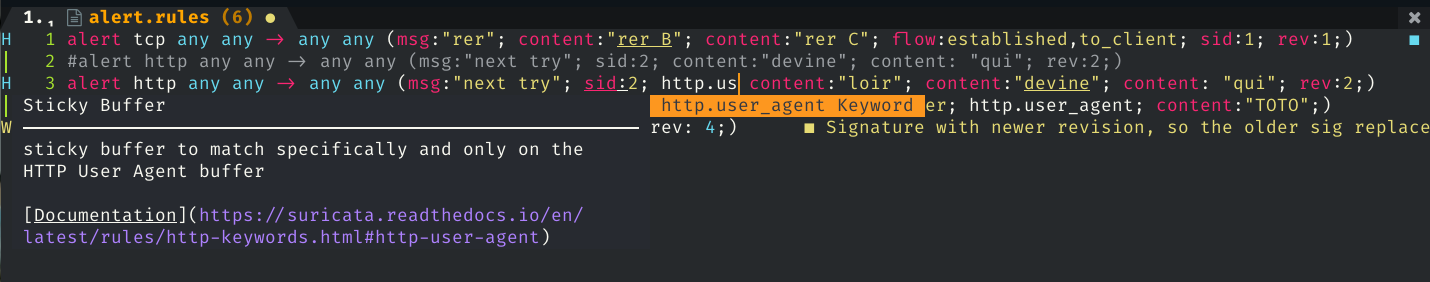 1., alert.rules (6) ● ✖
H 1 alert tcp any any -> any any (msg:"rer"; content:"rer B"; content:"rer C"; flow:established,to_client; sid:1; rev:1;) ■
2 #alert http any any -> any any (msg:"next try"; sid:2; content:"devine"; content: "qui"; rev:2;)
H 3 alert http any any -> any any (msg:"next try"; sid:2; http.us content:"loir"; content:"devine"; content: "qui"; rev:2;)
Sticky Buffer http.user_agent Keyword er; http.user_agent; content:"TOTO";)
W rev: 4;) ■ Signature with newer revision, so the older sig replace
sticky buffer to match specifically and only on the
HTTP User Agent buffer
[Documentation](https://suricata.readthedocs.io/en/
latest/rules/http-keywords.html#http-user-agent)